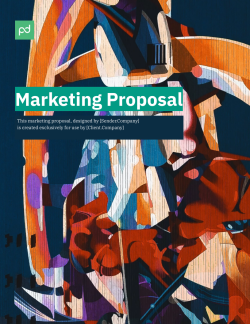 pd
Marketing Proposal
This marketing proposal, designed by [Sender.Company]
is created exclusively for use by [Client.Company]